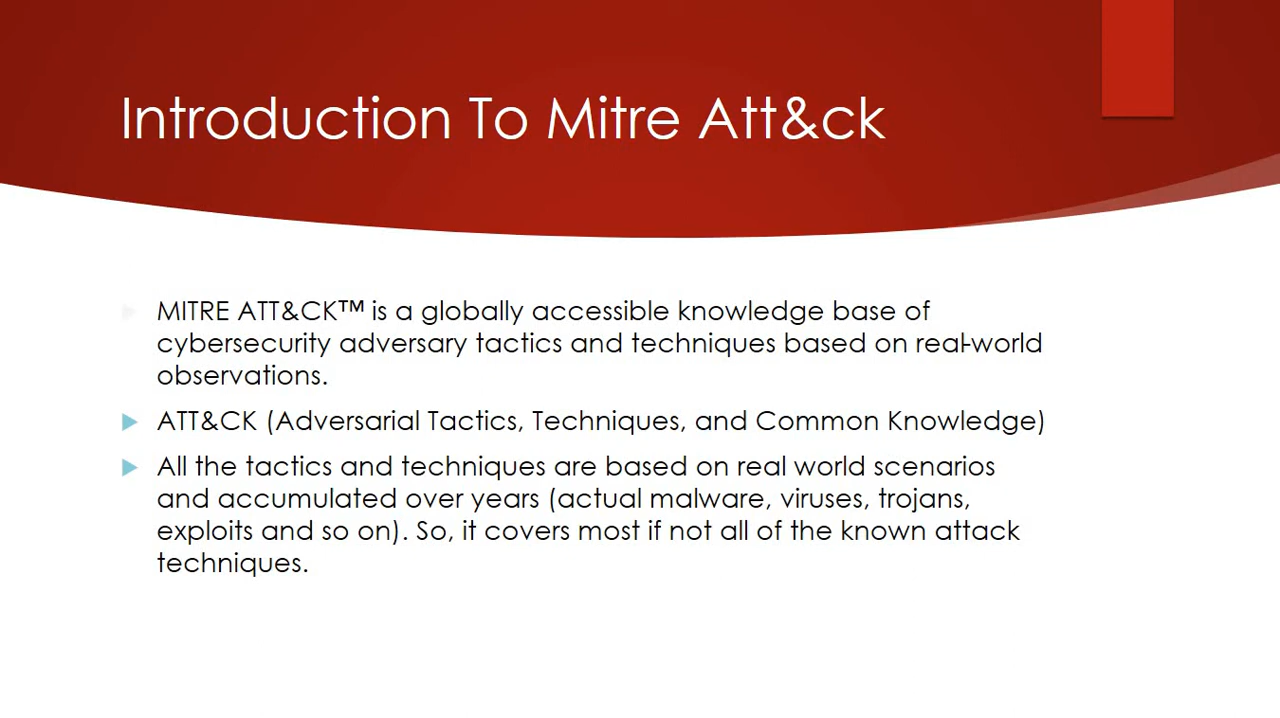 Introduction To Mitre Att&ck
MITRE ATT&CK™ is a globally accessible knowledge base of
cybersecurity adversary tactics and techniques based on real-world
observations.
ATT&CK (Adversarial Tactics, Techniques, and Common Knowledge)
All the tactics and techniques are based on real world scenarios
and accumulated over years (actual malware, viruses, trojans,
exploits and so on). So, it covers most if not all of the known attack
techniques.